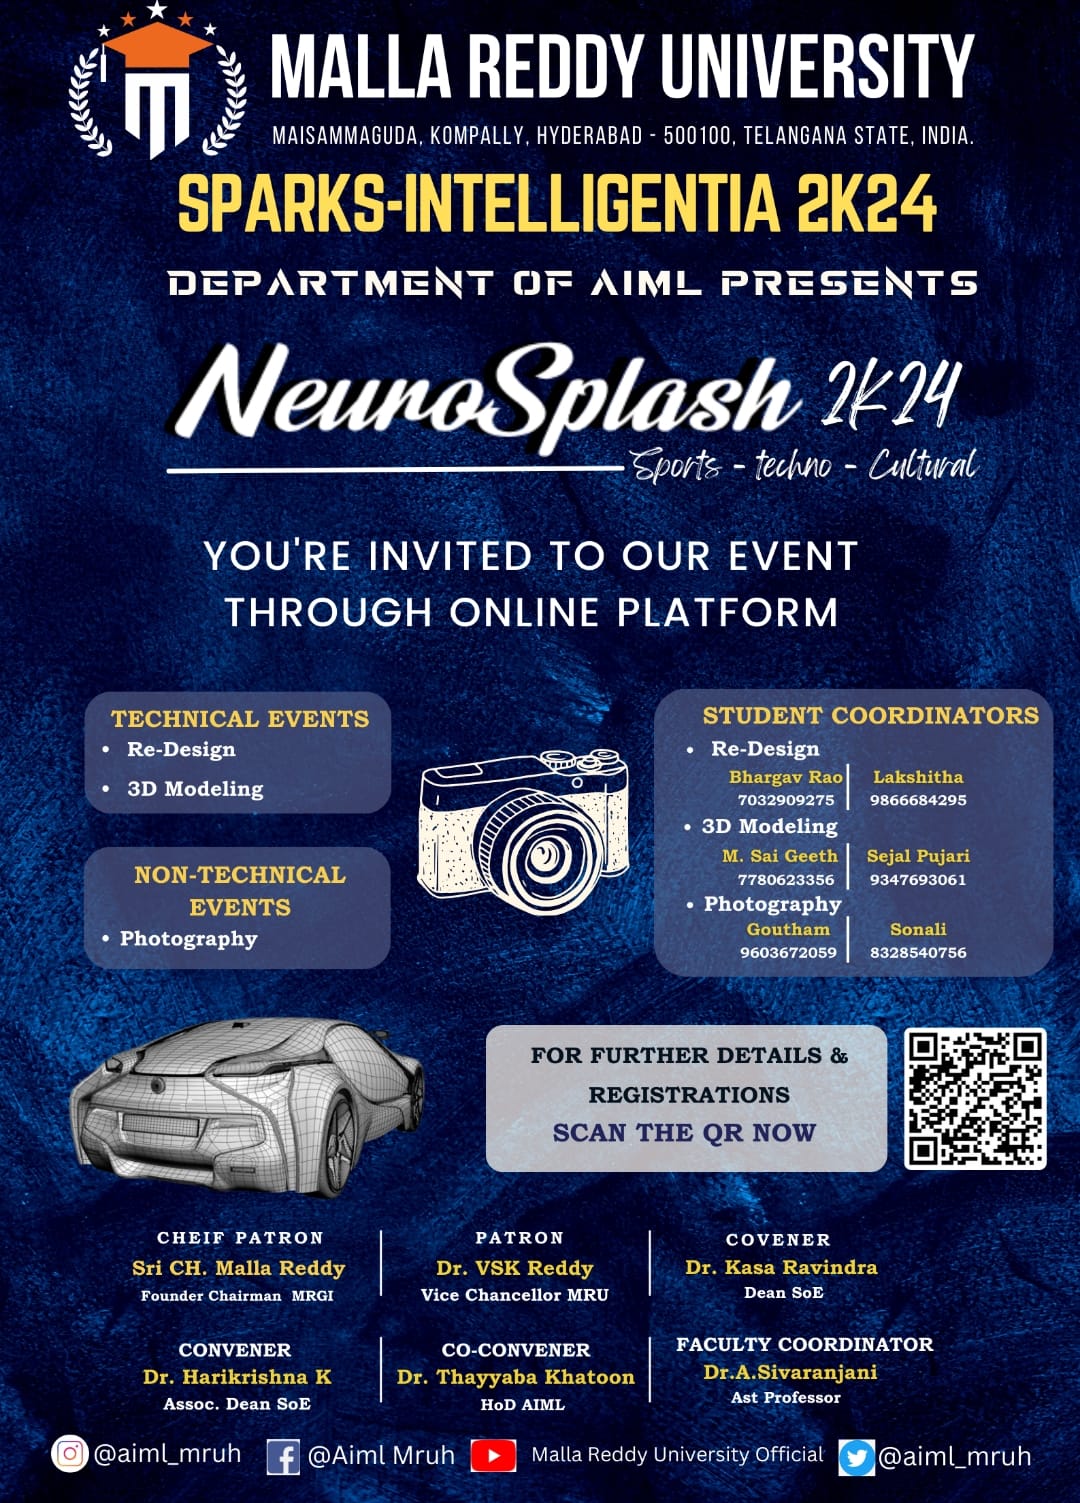 MALLA REDDY UNIVERSITY
MAISAMMAGUDA, KOMPALLY, HYDERABAD - 500100, TELANGANA STATE, INDIA.
SPARKS-INTELLIGENTIA 2K24
DEPARTMENT OF AIML PRESENTS
NeuroSplash 2K24
Sports - techno - Cultural
YOU'RE INVITED TO OUR EVENT
THROUGH ONLINE PLATFORM
TECHNICAL EVENTS
• Re-Design
• 3D Modeling
NON-TECHNICAL
EVENTS
• Photography
STUDENT COORDINATORS
• Re-Design
Bhargav Rao Lakshitha
7032909275 9866684295
• 3D Modeling
M. Sai Geeth Sejal Pujari
7780623356 9347693061
• Photography
Goutham Sonali
9603672059 8328540756
FOR FURTHER DETAILS &
REGISTRATIONS
SCAN THE QR NOW
CHEIF PATRON
Sri CH. Malla Reddy
Founder Chairman MRGI
PATRON
Dr. VSK Reddy
Vice Chancellor MRU
COVENER
Dr. Kasa Ravindra
Dean SoE
CONVENER
Dr. Harikrishna K
Assoc. Dean SoE
CO-CONVENER
Dr. Thayyaba Khatoon
HoD AIML
FACULTY COORDINATOR
Dr.A.Sivaranjani
Ast Professor
@aiml_mruh @Aiml Mruh Malla Reddy University Official @aiml_mruh